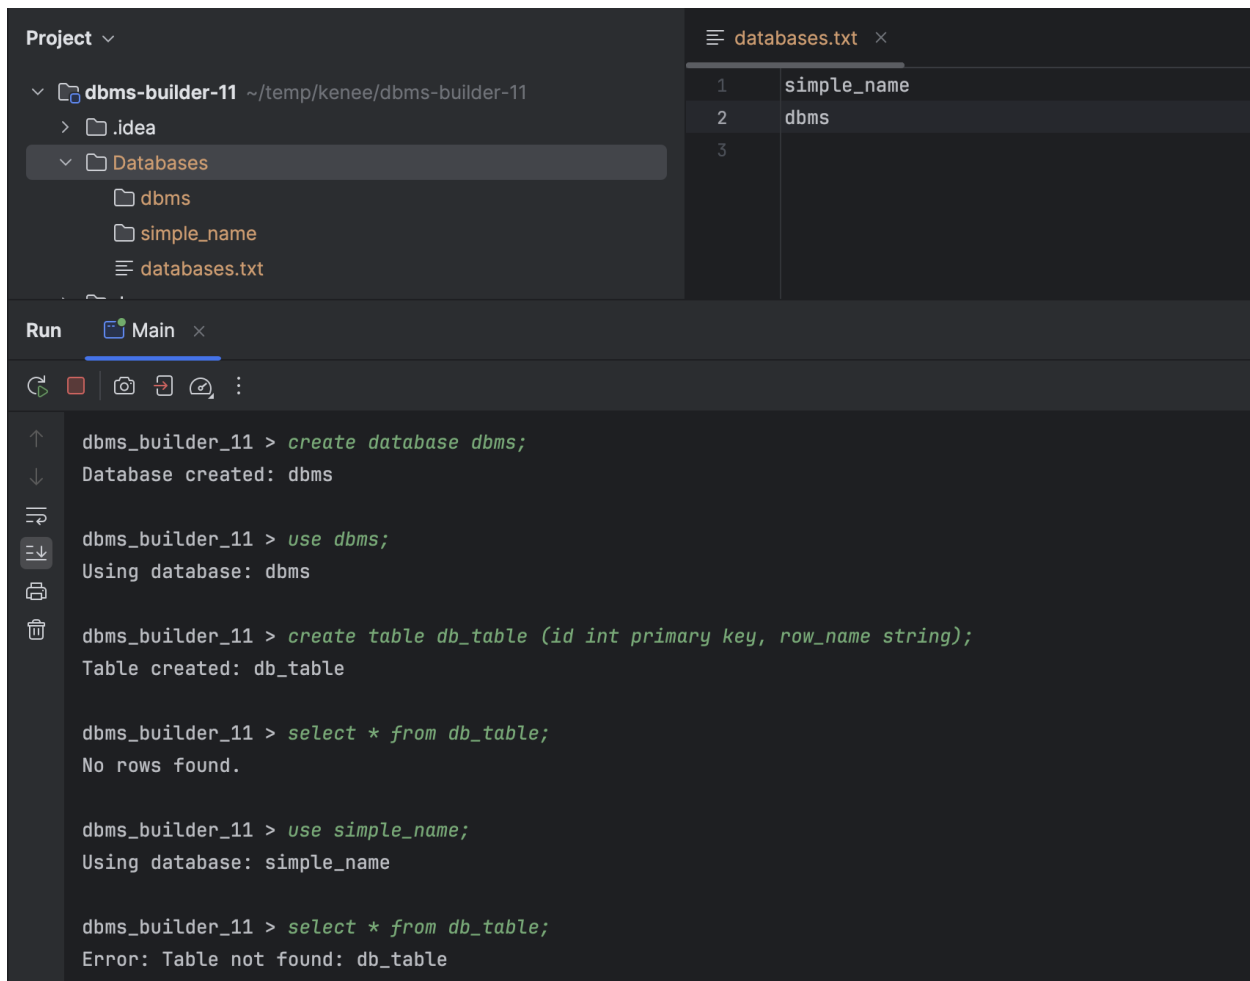 Project
dbms-builder-11 ~/temp/kenee/dbms-builder-11
.idea
Databases
dbms
simple_name
databases.txt
databases.txt
1 simple_name
2 dbms
3
Run Main
dbms_builder_11 > create database dbms;
Database created: dbms
dbms_builder_11 > use dbms;
Using database: dbms
dbms_builder_11 > create table db_table (id int primary key, row_name string);
Table created: db_table
dbms_builder_11 > select * from db_table;
No rows found.
dbms_builder_11 > use simple_name;
Using database: simple_name
dbms_builder_11 > select * from db_table;
Error: Table not found: db_table